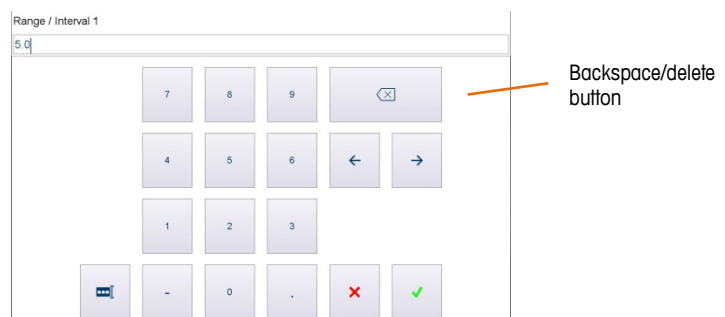 Range / Interval 1
5.0
7 8 9
Backspace/delete
button
4 5 6
1 2 3
- 0 .